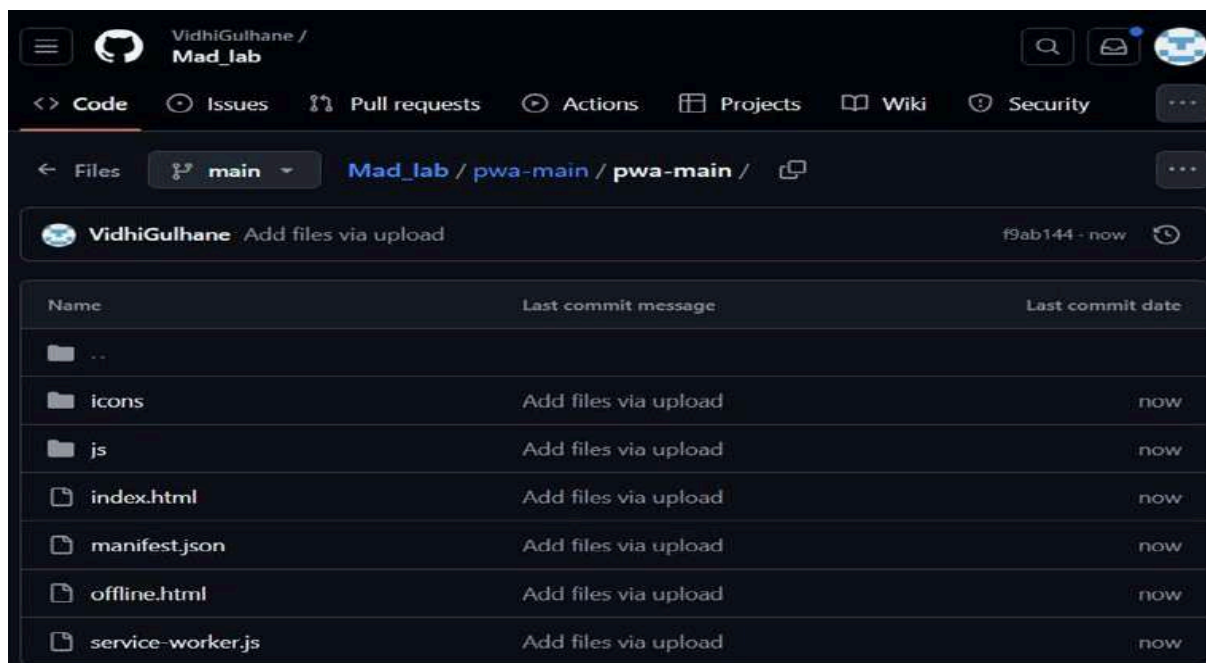 VidhiGulhane /
Mad_lab
<> Code Issues Pull requests Actions Projects Wiki Security ...
← Files main Mad_lab / pwa-main / pwa-main / ...
VidhiGulhane Add files via upload f9ab144 · now
Name Last commit message Last commit date
..
icons Add files via upload now
js Add files via upload now
index.html Add files via upload now
manifest.json Add files via upload now
offline.html Add files via upload now
service-worker.js Add files via upload now